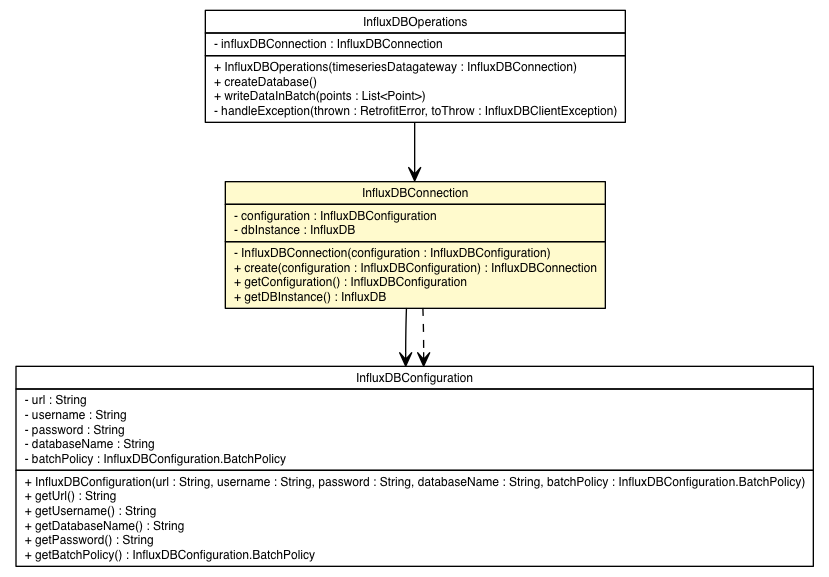 InfluxDBOperations
- influxDBConnection : InfluxDBConnection
+ InfluxDBOperations(timeseriesDatagateway : InfluxDBConnection)
+ createDatabase()
+ writeDataInBatch(points : List<Point>)
- handleException(thrown : RetrofitError, toThrow : InfluxDBClientException)
InfluxDBConnection
- configuration : InfluxDBConfiguration
- dbInstance : InfluxDB
- InfluxDBConnection(configuration : InfluxDBConfiguration)
+ create(configuration : InfluxDBConfiguration) : InfluxDBConnection
+ getConfiguration() : InfluxDBConfiguration
+ getDBInstance() : InfluxDB
InfluxDBConfiguration
- url : String
- username : String
- password : String
- databaseName : String
- batchPolicy : InfluxDBConfiguration.BatchPolicy
+ InfluxDBConfiguration(url : String, username : String, password : String, databaseName : String, batchPolicy : InfluxDBConfiguration.BatchPolicy)
+ getUrl() : String
+ getUsername() : String
+ getDatabaseName() : String
+ getPassword() : String
+ getBatchPolicy() : InfluxDBConfiguration.BatchPolicy